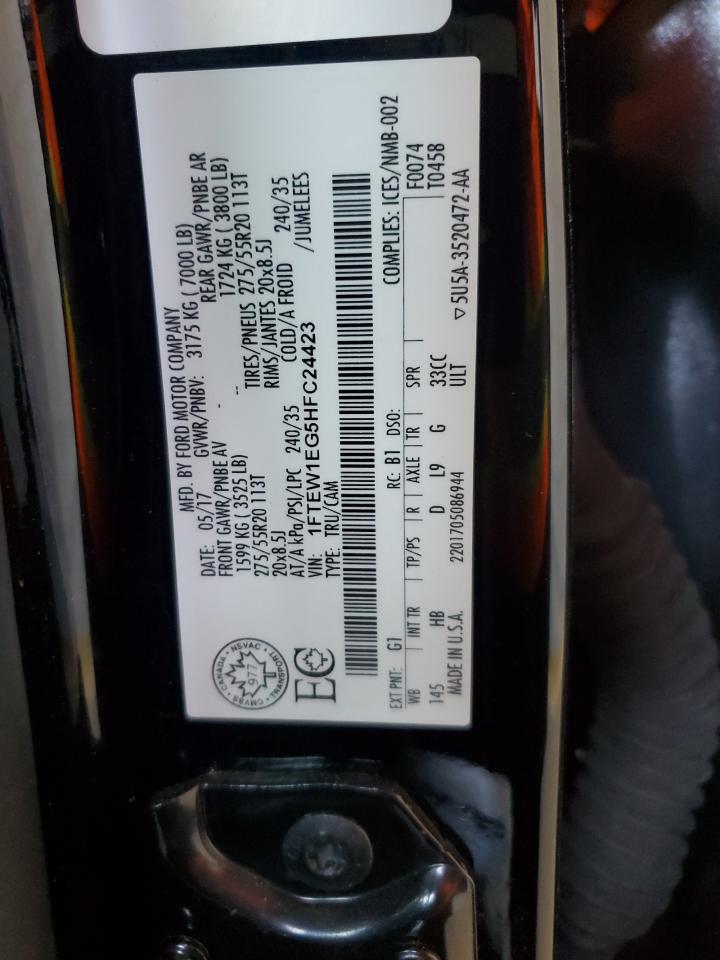 MFD. BY FORD MOTOR COMPANY
DATE: 05/17 GVWR/PNBV: 3175 KG ( 7000 LB)
FRONT GAWR/PNBE AV REAR GAWR/PNBE AR
1599 KG ( 3525 LB) 1724 KG ( 3800 LB)
275/55R20 113T TIRES/PNEUS 275/55R20 113T
20x8.5J RIMS/JANTES 20x8.5J
AT/A kPa/PSI/LPC 240/35 COLD/A FROID 240/35
VIN: 1FTEW1EG5HFC24423 /JUMELEES
TYPE: TRU/CAM
CMVSS • CANADA • NSVAC • TRANSPORT
977
EC
EXT PNT: G1 RC: B1 DSO: COMPLIES: ICES/NMB-002
WB INT TR TP/PS R AXLE TR SPR F0074
145 HB D L9 G 33CC T0458
MADE IN U.S.A. 2201705086944 ULT ▽5U5A-3520472-AA